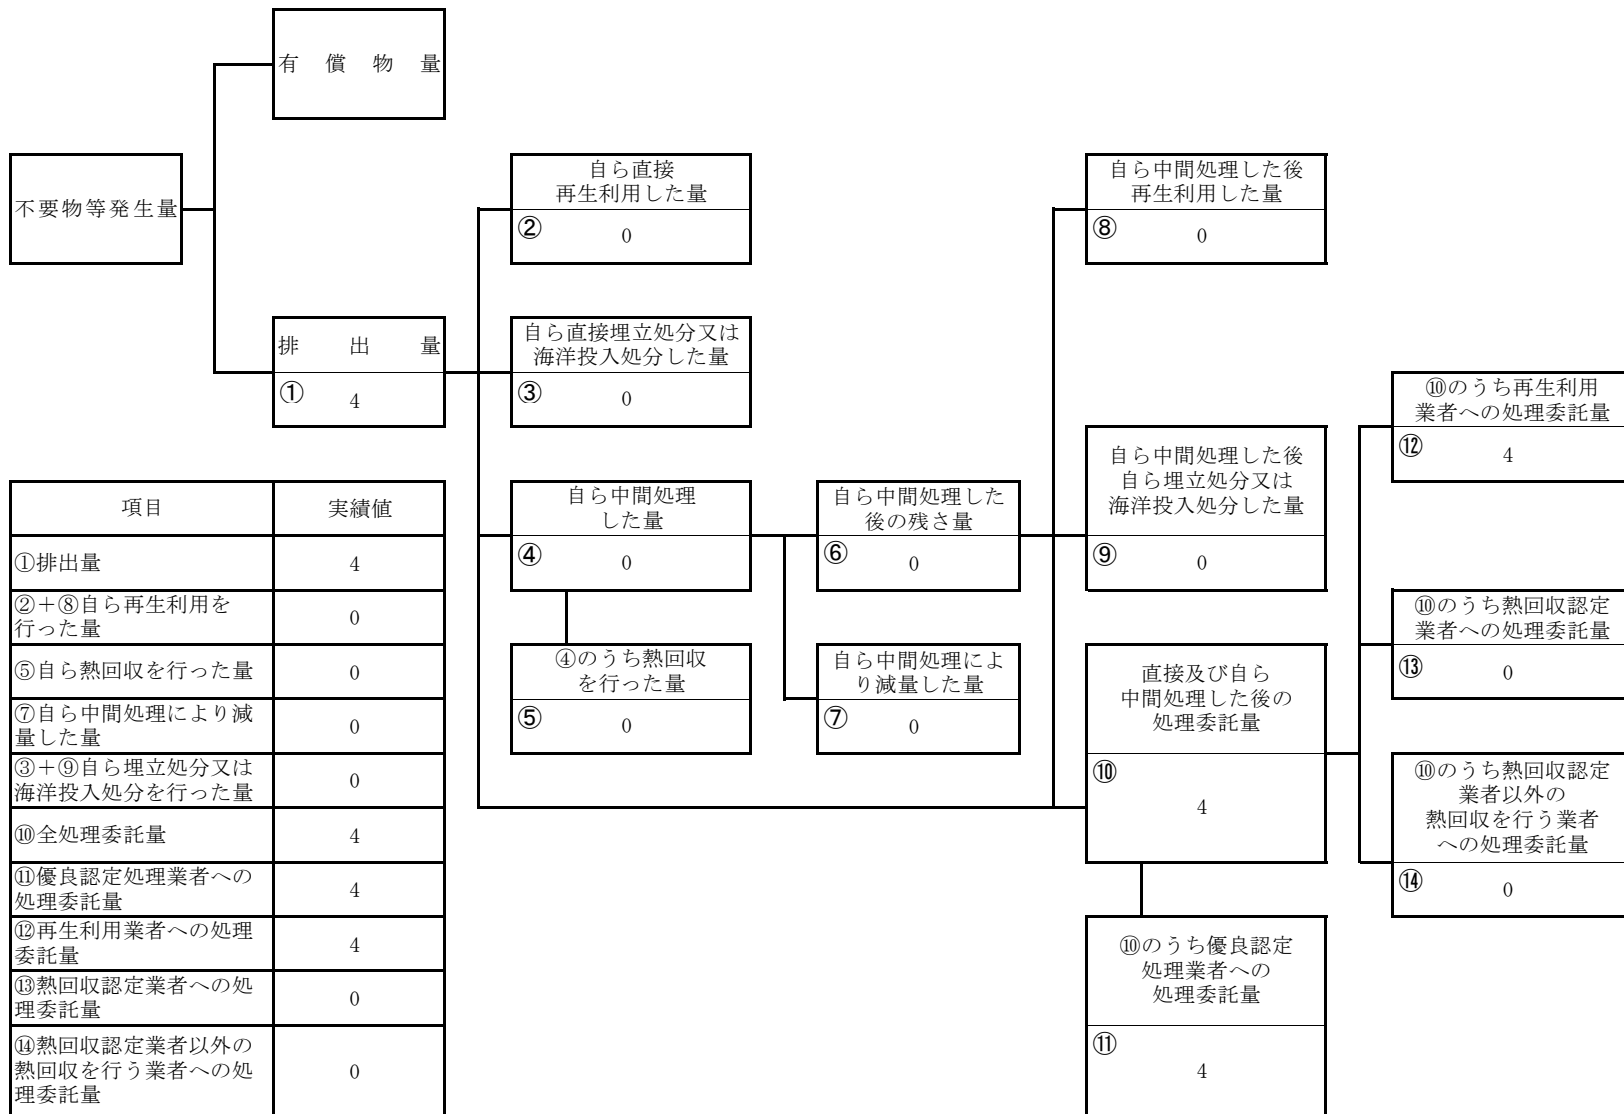 有償物量
不要物等発生量
排出量
①
4
自ら直接
再生利用した量
②
0
自ら直接埋立処分又は
海洋投入処分した量
③
0
自ら中間処理
した量
④
0
④のうち熱回収
を行った量
⑤
0
自ら中間処理した
後の残さ量
⑥
0
自ら中間処理によ
り減量した量
⑦
0
自ら中間処理した後
再生利用した量
⑧
0
自ら中間処理した後
自ら埋立処分又は
海洋投入処分した量
⑨
0
直接及び自ら
中間処理した後の
処理委託量
⑩
4
⑩のうち優良認定
処理業者への
処理委託量
⑪
4
⑩のうち再生利用
業者への処理委託量
⑫
4
⑩のうち熱回収認定
業者への処理委託量
⑬
0
⑩のうち熱回収認定
業者以外の
熱回収を行う業者
への処理委託量
⑭
0
項目 実績値
①排出量 4
②+⑧自ら再生利用を
行った量 0
⑤自ら熱回収を行った量 0
⑦自ら中間処理により減
量した量 0
③+⑨自ら埋立処分又は
海洋投入処分を行った量 0
⑩全処理委託量 4
⑪優良認定処理業者への
処理委託量 4
⑫再生利用業者への処理
委託量 4
⑬熱回収認定業者への処
理委託量 0
⑭熱回収認定業者以外の
熱回収を行う業者への処
理委託量 0